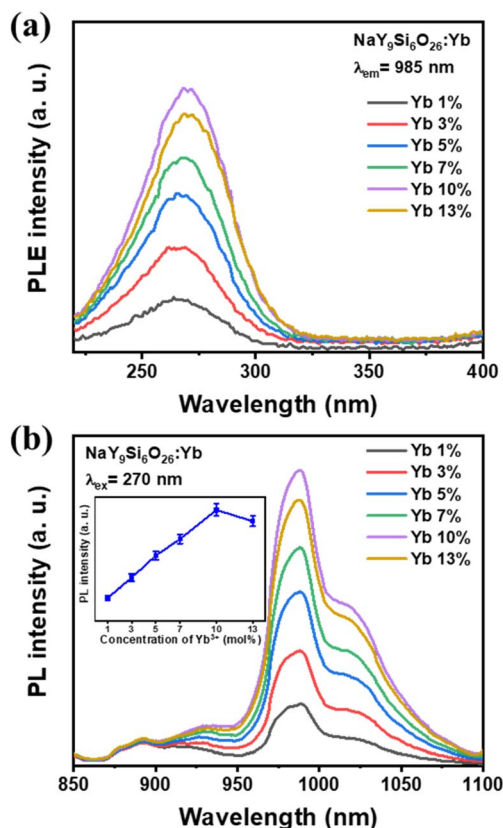 (a)
NaY₉Si₆O₂₆:Yb
λem= 985 nm
Yb 1%
Yb 3%
Yb 5%
Yb 7%
Yb 10%
Yb 13%
PLE intensity (a. u.)
250 300 350 400
Wavelength (nm)
(b)
NaY₉Si₆O₂₆:Yb
λex= 270 nm
PL intensity (a. u.)
1 3 5 7 10 13
Concentration of Yb³⁺ (mol%)
Yb 1%
Yb 3%
Yb 5%
Yb 7%
Yb 10%
Yb 13%
PL intensity (a. u.)
850 900 950 1000 1050 1100
Wavelength (nm)